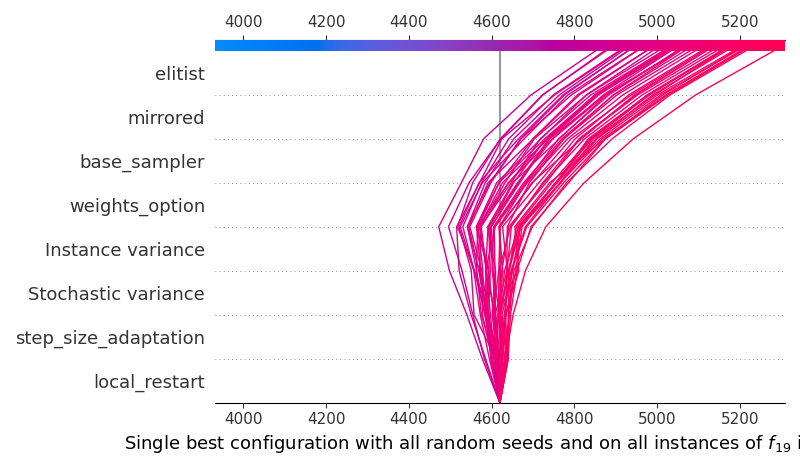 4000 4200 4400 4600 4800 5000 5200
elitist
mirrored
base_sampler
weights_option
Instance variance
Stochastic variance
step_size_adaptation
local_restart
4000 4200 4400 4600 4800 5000 5200
Single best configuration with all random seeds and on all instances of f₁₉ i